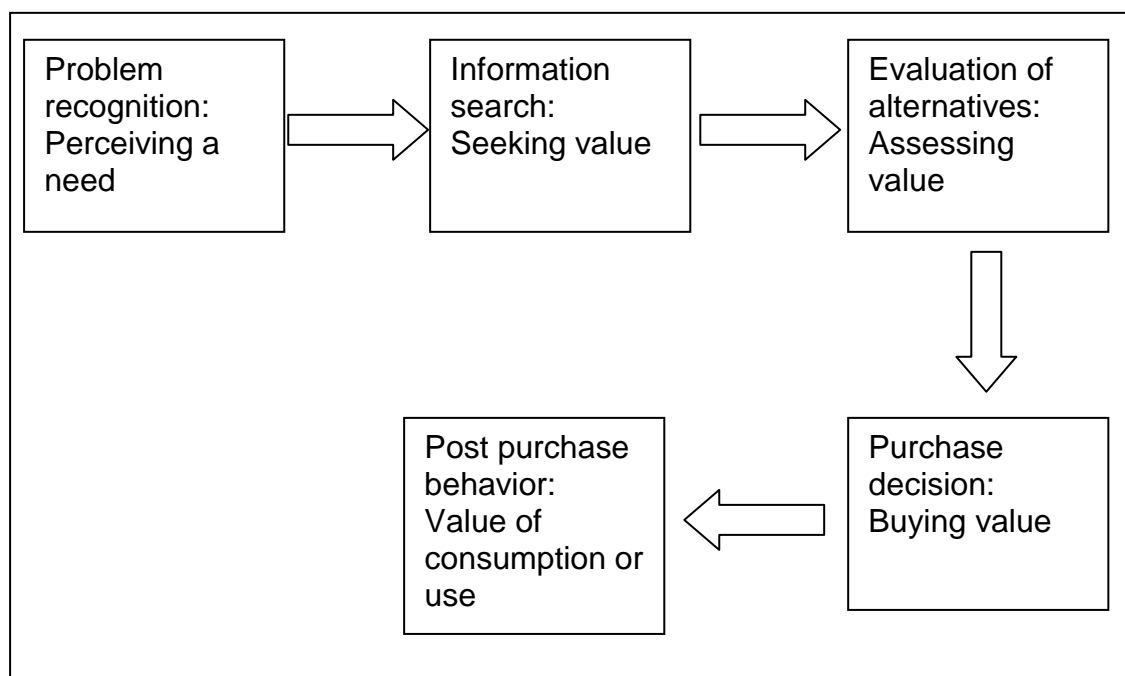 Problem
recognition:
Perceiving a
need
Information
search:
Seeking value
Evaluation of
alternatives:
Assessing
value
Purchase
decision:
Buying value
Post purchase
behavior:
Value of
consumption or
use